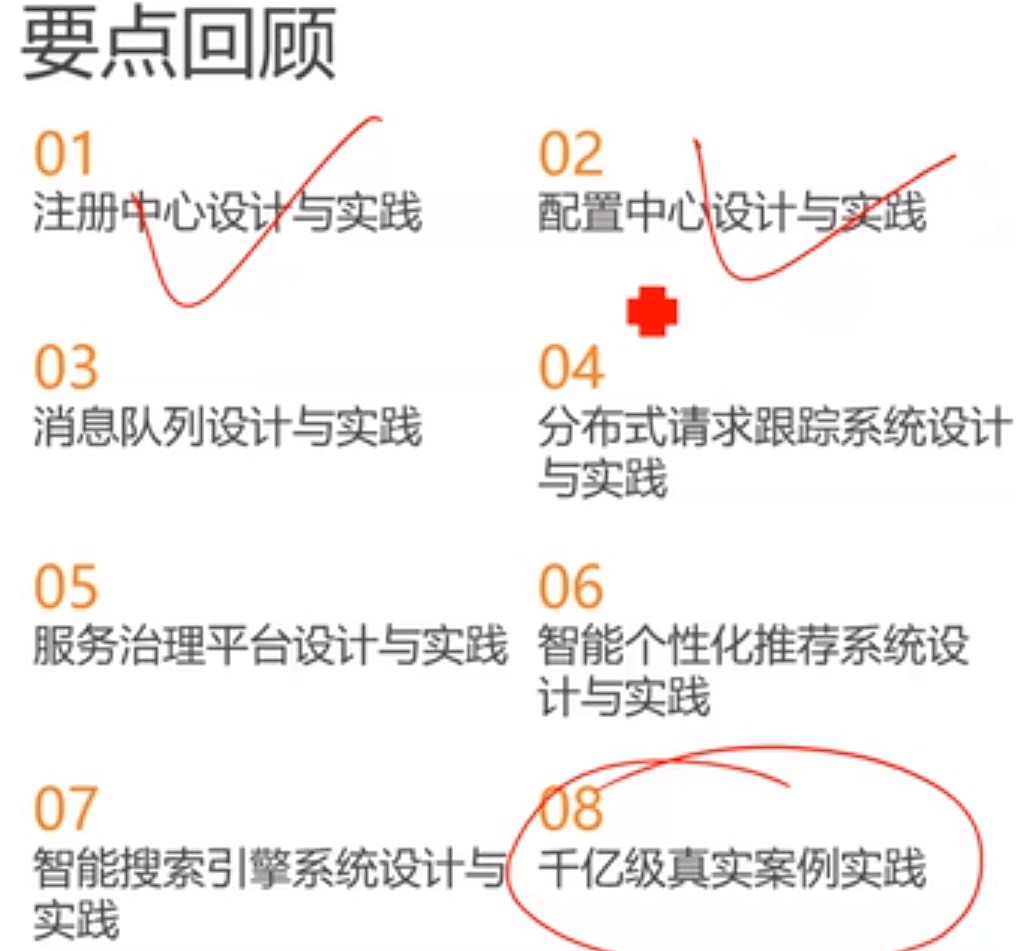 要点回顾
01
注册中心设计与实践
02
配置中心设计与实践
03
消息队列设计与实践
04
分布式请求跟踪系统设计
与实践
05
服务治理平台设计与实践
06
智能个性化推荐系统设
计与实践
07
智能搜索引擎系统设计与
实践
08
千亿级真实案例实践